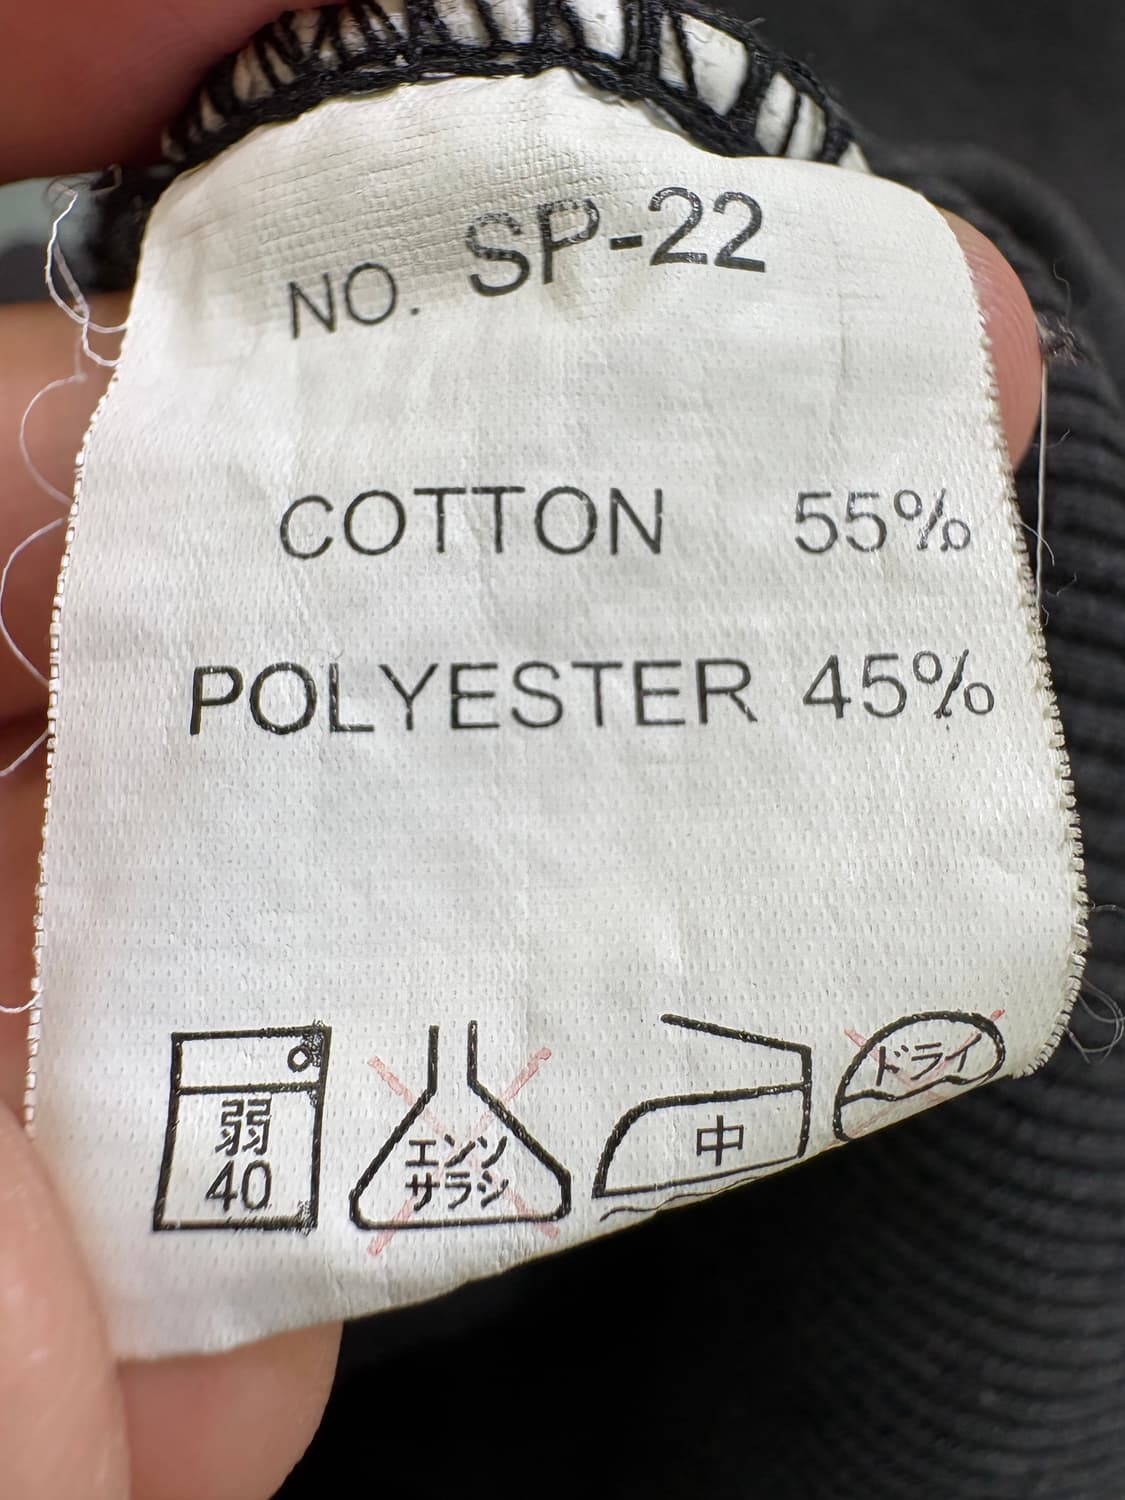 NO. SP-22
COTTON 55%
POLYESTER 45%
弱
40
エンソ
サラシ
中
ドライ